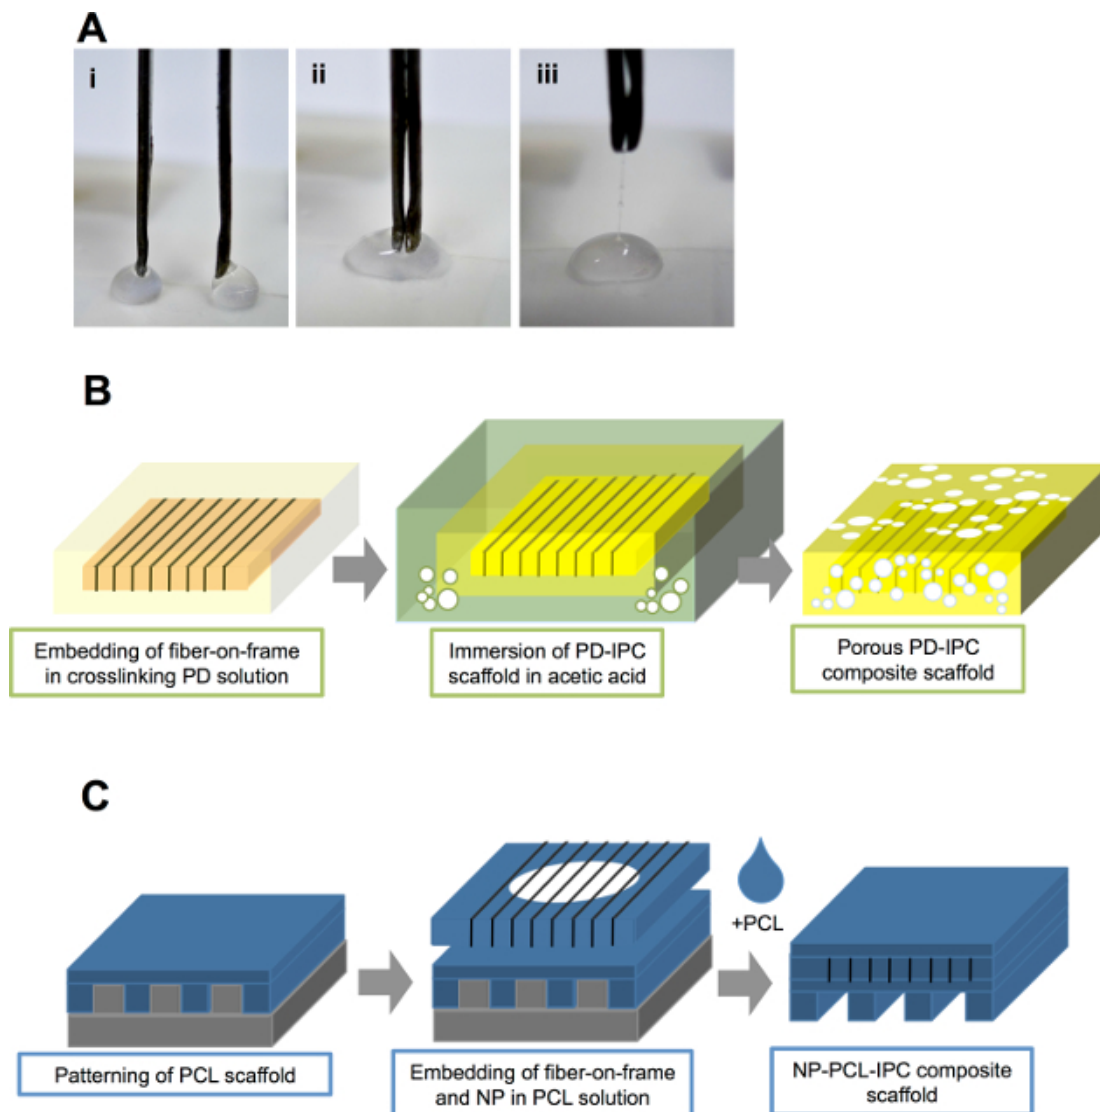 A
i
ii
iii
B
Embedding of fiber-on-frame
in crosslinking PD solution
Immersion of PD-IPC
scaffold in acetic acid
Porous PD-IPC
composite scaffold
C
+PCL
Patterning of PCL scaffold
Embedding of fiber-on-frame
and NP in PCL solution
NP-PCL-IPC composite
scaffold